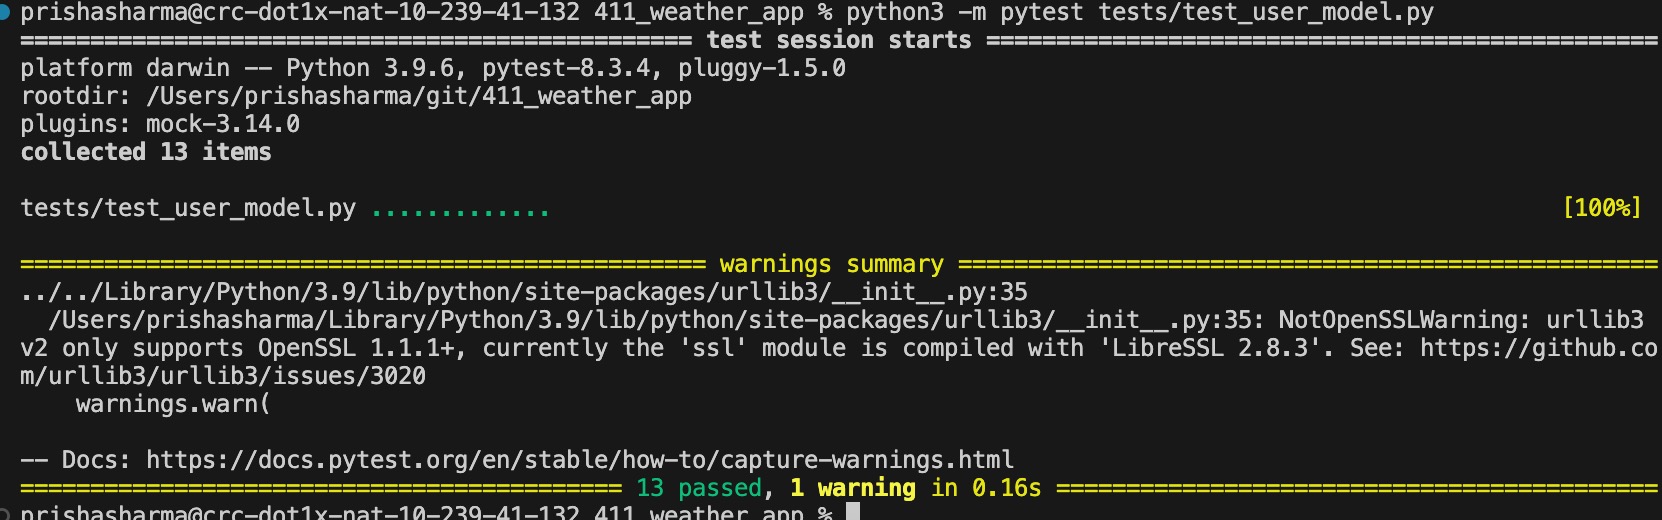 prishasharma@crc-dot1x-nat-10-239-41-132 411_weather_app % python3 -m pytest tests/test_user_model.py
================================================ test session starts ================================================
platform darwin -- Python 3.9.6, pytest-8.3.4, pluggy-1.5.0
rootdir: /Users/prishasharma/git/411_weather_app
plugins: mock-3.14.0
collected 13 items
tests/test_user_model.py ............. [100%]
================================================= warnings summary ==================================================
../../Library/Python/3.9/lib/python/site-packages/urllib3/__init__.py:35
/Users/prishasharma/Library/Python/3.9/lib/python/site-packages/urllib3/__init__.py:35: NotOpenSSLWarning: urllib3
v2 only supports OpenSSL 1.1.1+, currently the 'ssl' module is compiled with 'LibreSSL 2.8.3'. See: https://github.co
m/urllib3/urllib3/issues/3020
warnings.warn(
-- Docs: https://docs.pytest.org/en/stable/how-to/capture-warnings.html
=========================================== 13 passed, 1 warning in 0.16s ===========================================
prishasharma@crc-dot1x-nat-10-239-41-132 411_weather_app %